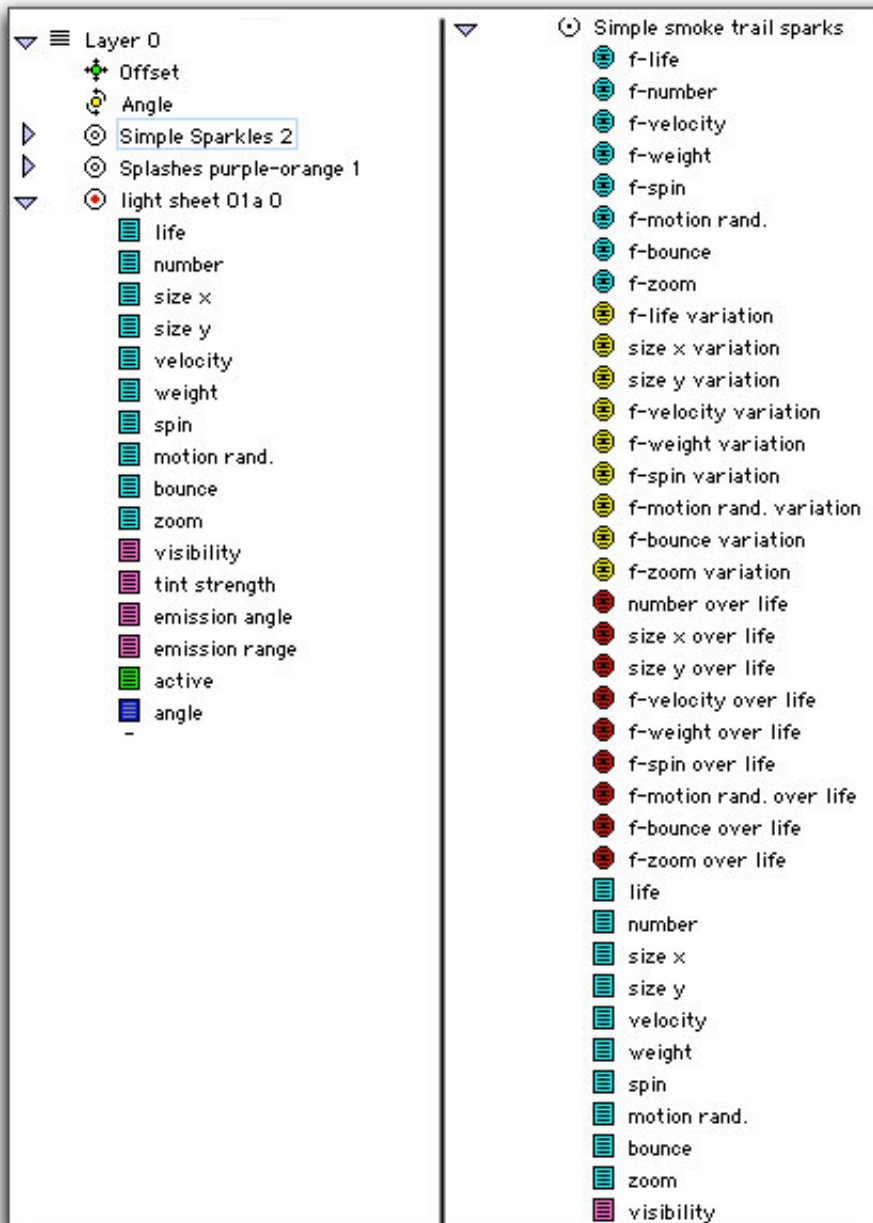 Layer 0
Offset
Angle
Simple Sparkles 2
Splashes purple-orange 1
light sheet 01a 0
life
number
size x
size y
velocity
weight
spin
motion rand.
bounce
zoom
visibility
tint strength
emission angle
emission range
active
angle
Simple smoke trail sparks
f-life
f-number
f-velocity
f-weight
f-spin
f-motion rand.
f-bounce
f-zoom
f-life variation
size x variation
size y variation
f-velocity variation
f-weight variation
f-spin variation
f-motion rand. variation
f-bounce variation
f-zoom variation
number over life
size x over life
size y over life
f-velocity over life
f-weight over life
f-spin over life
f-motion rand. over life
f-bounce over life
f-zoom over life
life
number
size x
size y
velocity
weight
spin
motion rand.
bounce
zoom
visibility